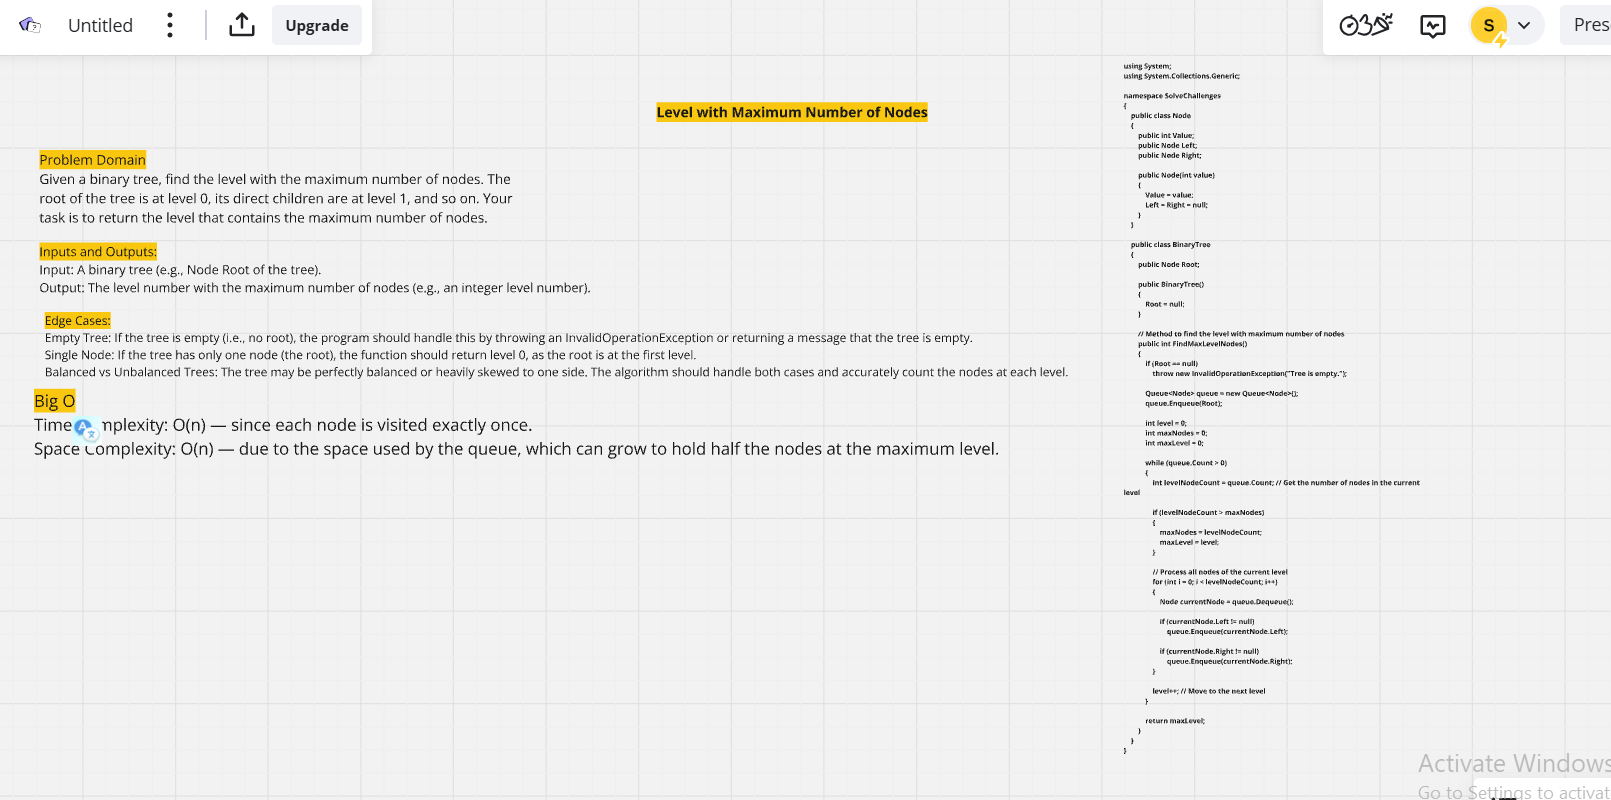 Untitled
Upgrade
S
Level with Maximum Number of Nodes
Problem Domain
Given a binary tree, find the level with the maximum number of nodes. The
root of the tree is at level 0, its direct children are at level 1, and so on. Your
task is to return the level that contains the maximum number of nodes.
Inputs and Outputs:
Input: A binary tree (e.g., Node Root of the tree).
Output: The level number with the maximum number of nodes (e.g., an integer level number).
Edge Cases:
Empty Tree: If the tree is empty (i.e., no root), the program should handle this by throwing an InvalidOperationException or returning a message that the tree is empty.
Single Node: If the tree has only one node (the root), the function should return level 0, as the root is at the first level.
Balanced vs Unbalanced Trees: The tree may be perfectly balanced or heavily skewed to one side. The algorithm should handle both cases and accurately count the nodes at each level.
Big O
Time mplexity: O(n) — since each node is visited exactly once.
Space Complexity: O(n) — due to the space used by the queue, which can grow to hold half the nodes at the maximum level.
using System;
using System.Collections.Generic;
namespace SolveChallenges
{
public class Node
{
public int Value;
public Node Left;
public Node Right;
public Node(int value)
{
Value = value;
Left = Right = null;
}
}
public class BinaryTree
{
public Node Root;
public BinaryTree()
{
Root = null;
}
// Method to find the level with maximum number of nodes
public int FindMaxLevelNodes()
{
if (Root == null)
throw new InvalidOperationException("Tree is empty.");
Queue<Node> queue = new Queue<Node>();
queue.Enqueue(Root);
int level = 0;
int maxNodes = 0;
int maxLevel = 0;
while (queue.Count > 0)
{
int levelNodeCount = queue.Count; // Get the number of nodes in the current
level
if (levelNodeCount > maxNodes)
{
maxNodes = levelNodeCount;
maxLevel = level;
}
// Process all nodes of the current level
for (int i = 0; i < levelNodeCount; i++)
{
Node currentNode = queue.Dequeue();
if (currentNode.Left != null)
queue.Enqueue(currentNode.Left);
if (currentNode.Right != null)
queue.Enqueue(currentNode.Right);
}
level++; // Move to the next level
}
return maxLevel;
}
}
}
Pres
Activate Windows
Go to Settings to activat